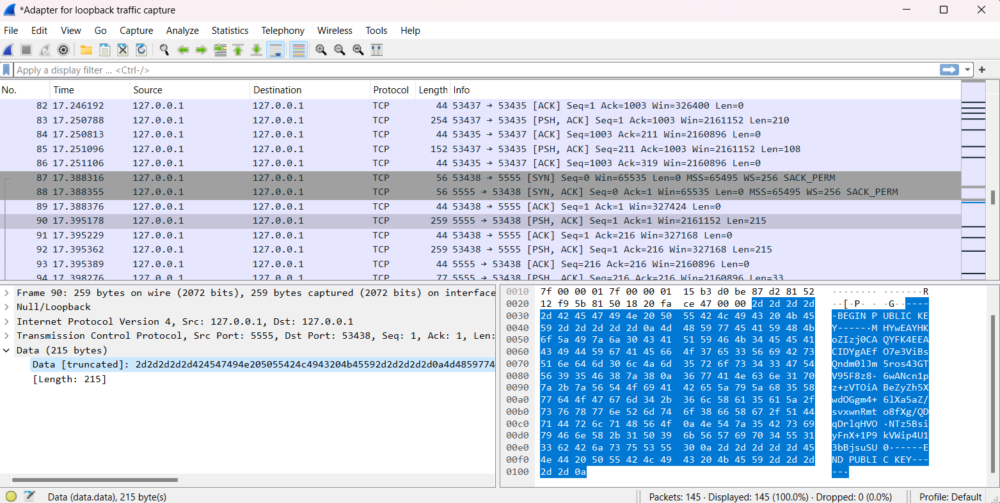 *Adapter for loopback traffic capture
File Edit View Go Capture Analyze Statistics Telephony Wireless Tools Help
Apply a display filter ... <Ctrl-/>
No. Time Source Destination Protocol Length Info
82 17.246192 127.0.0.1 127.0.0.1 TCP 44 53437 → 53435 [ACK] Seq=1 Ack=1003 Win=326400 Len=0
83 17.250788 127.0.0.1 127.0.0.1 TCP 254 53437 → 53435 [PSH, ACK] Seq=1 Ack=1003 Win=2161152 Len=210
84 17.250813 127.0.0.1 127.0.0.1 TCP 44 53435 → 53437 [ACK] Seq=1003 Ack=211 Win=2160896 Len=0
85 17.251096 127.0.0.1 127.0.0.1 TCP 152 53437 → 53435 [PSH, ACK] Seq=211 Ack=1003 Win=2161152 Len=108
86 17.251106 127.0.0.1 127.0.0.1 TCP 44 53435 → 53437 [ACK] Seq=1003 Ack=319 Win=2160896 Len=0
87 17.388316 127.0.0.1 127.0.0.1 TCP 56 53438 → 5555 [SYN] Seq=0 Win=65535 Len=0 MSS=65495 WS=256 SACK_PERM
88 17.388355 127.0.0.1 127.0.0.1 TCP 56 5555 → 53438 [SYN, ACK] Seq=0 Ack=1 Win=65535 Len=0 MSS=65495 WS=256 SACK_PERM
89 17.388376 127.0.0.1 127.0.0.1 TCP 44 53438 → 5555 [ACK] Seq=1 Ack=1 Win=327424 Len=0
90 17.395178 127.0.0.1 127.0.0.1 TCP 259 5555 → 53438 [PSH, ACK] Seq=1 Ack=1 Win=2161152 Len=215
91 17.395229 127.0.0.1 127.0.0.1 TCP 44 53438 → 5555 [ACK] Seq=1 Ack=216 Win=327168 Len=0
92 17.395362 127.0.0.1 127.0.0.1 TCP 259 53438 → 5555 [PSH, ACK] Seq=1 Ack=216 Win=327168 Len=215
93 17.395389 127.0.0.1 127.0.0.1 TCP 44 5555 → 53438 [ACK] Seq=216 Ack=216 Win=2160896 Len=0
94 17.398276 127.0.0.1 127.0.0.1 TCP 77 5555 → 53438 [PSH, ACK] Seq=216 Ack=216 Win=2160896 Len=33
Frame 90: 259 bytes on wire (2072 bits), 259 bytes captured (2072 bits) on interface
Null/Loopback
Internet Protocol Version 4, Src: 127.0.0.1, Dst: 127.0.0.1
Transmission Control Protocol, Src Port: 5555, Dst Port: 53438, Seq: 1, Ack: 1, Len:
Data (215 bytes)
Data [truncated]: 2d2d2d2d2d424547494e205055424c4943204b45592d2d2d2d2d0a4d4859774
[Length: 215]
0010 7f 00 00 01 7f 00 00 01 15 b3 d0 be 87 d2 81 52 ········ ·······R
0020 12 f9 5b 81 50 18 20 fa ce 47 00 00 2d 2d 2d 2d ··[·P· · ·G··----
0030 2d 42 45 47 49 4e 20 50 55 42 4c 49 43 20 4b 45 -BEGIN P UBLIC KE
0040 59 2d 2d 2d 2d 2d 0a 4d 48 59 77 45 41 59 48 4b Y-----·M HYwEAYHK
0050 6f 5a 49 7a 6a 30 43 41 51 59 46 4b 34 45 45 41 oZIzj0CA QYFK4EEA
0060 43 49 44 59 67 41 45 66 4f 37 65 33 56 69 42 73 CIDYgAEf O7e3ViBs
0070 51 6e 64 6d 30 6c 4a 6d 35 72 6f 73 34 33 47 54 Qndm0lJm 5ros43GT
0080 56 39 35 46 38 7a 38 0a 36 77 41 4e 63 6e 31 70 V95F8z8· 6wANcn1p
0090 7a 2b 7a 56 54 4f 69 41 42 65 5a 79 5a 68 35 58 z+zVTOiA BeZyZh5X
00a0 77 64 4f 47 67 6d 34 2b 36 6c 58 61 35 61 5a 2f wdOGgm4+ 6lXa5aZ/
00b0 73 76 78 77 6e 52 6d 74 6f 38 66 58 67 2f 51 44 svxwnRmt o8fXg/QD
00c0 71 44 72 6c 71 48 56 4f 0a 4e 54 7a 35 42 73 69 qDrlqHVO ·NTz5Bsi
00d0 79 46 6e 58 2b 31 50 39 6b 56 57 69 70 34 55 31 yFnX+1P9 kVWip4U1
00e0 33 62 42 6a 73 75 53 55 30 0a 2d 2d 2d 2d 2d 45 3bBjsuSU 0·-----E
00f0 4e 44 20 50 55 42 4c 49 43 20 4b 45 59 2d 2d 2d ND PUBLI C KEY---
0100 2d 2d 0a --·
Data (data.data), 215 byte(s)
Packets: 145 · Displayed: 145 (100.0%) · Dropped: 0 (0.0%)
Profile: Default